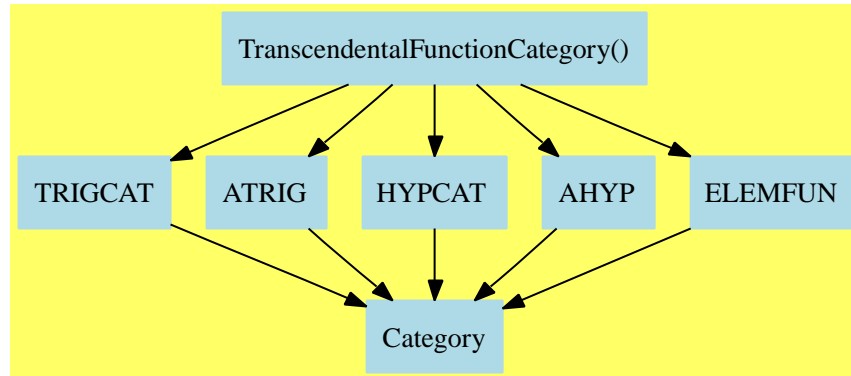 TranscendentalFunctionCategory()
TRIGCAT
ATRIG
HYPCAT
AHYP
ELEMFUN
Category